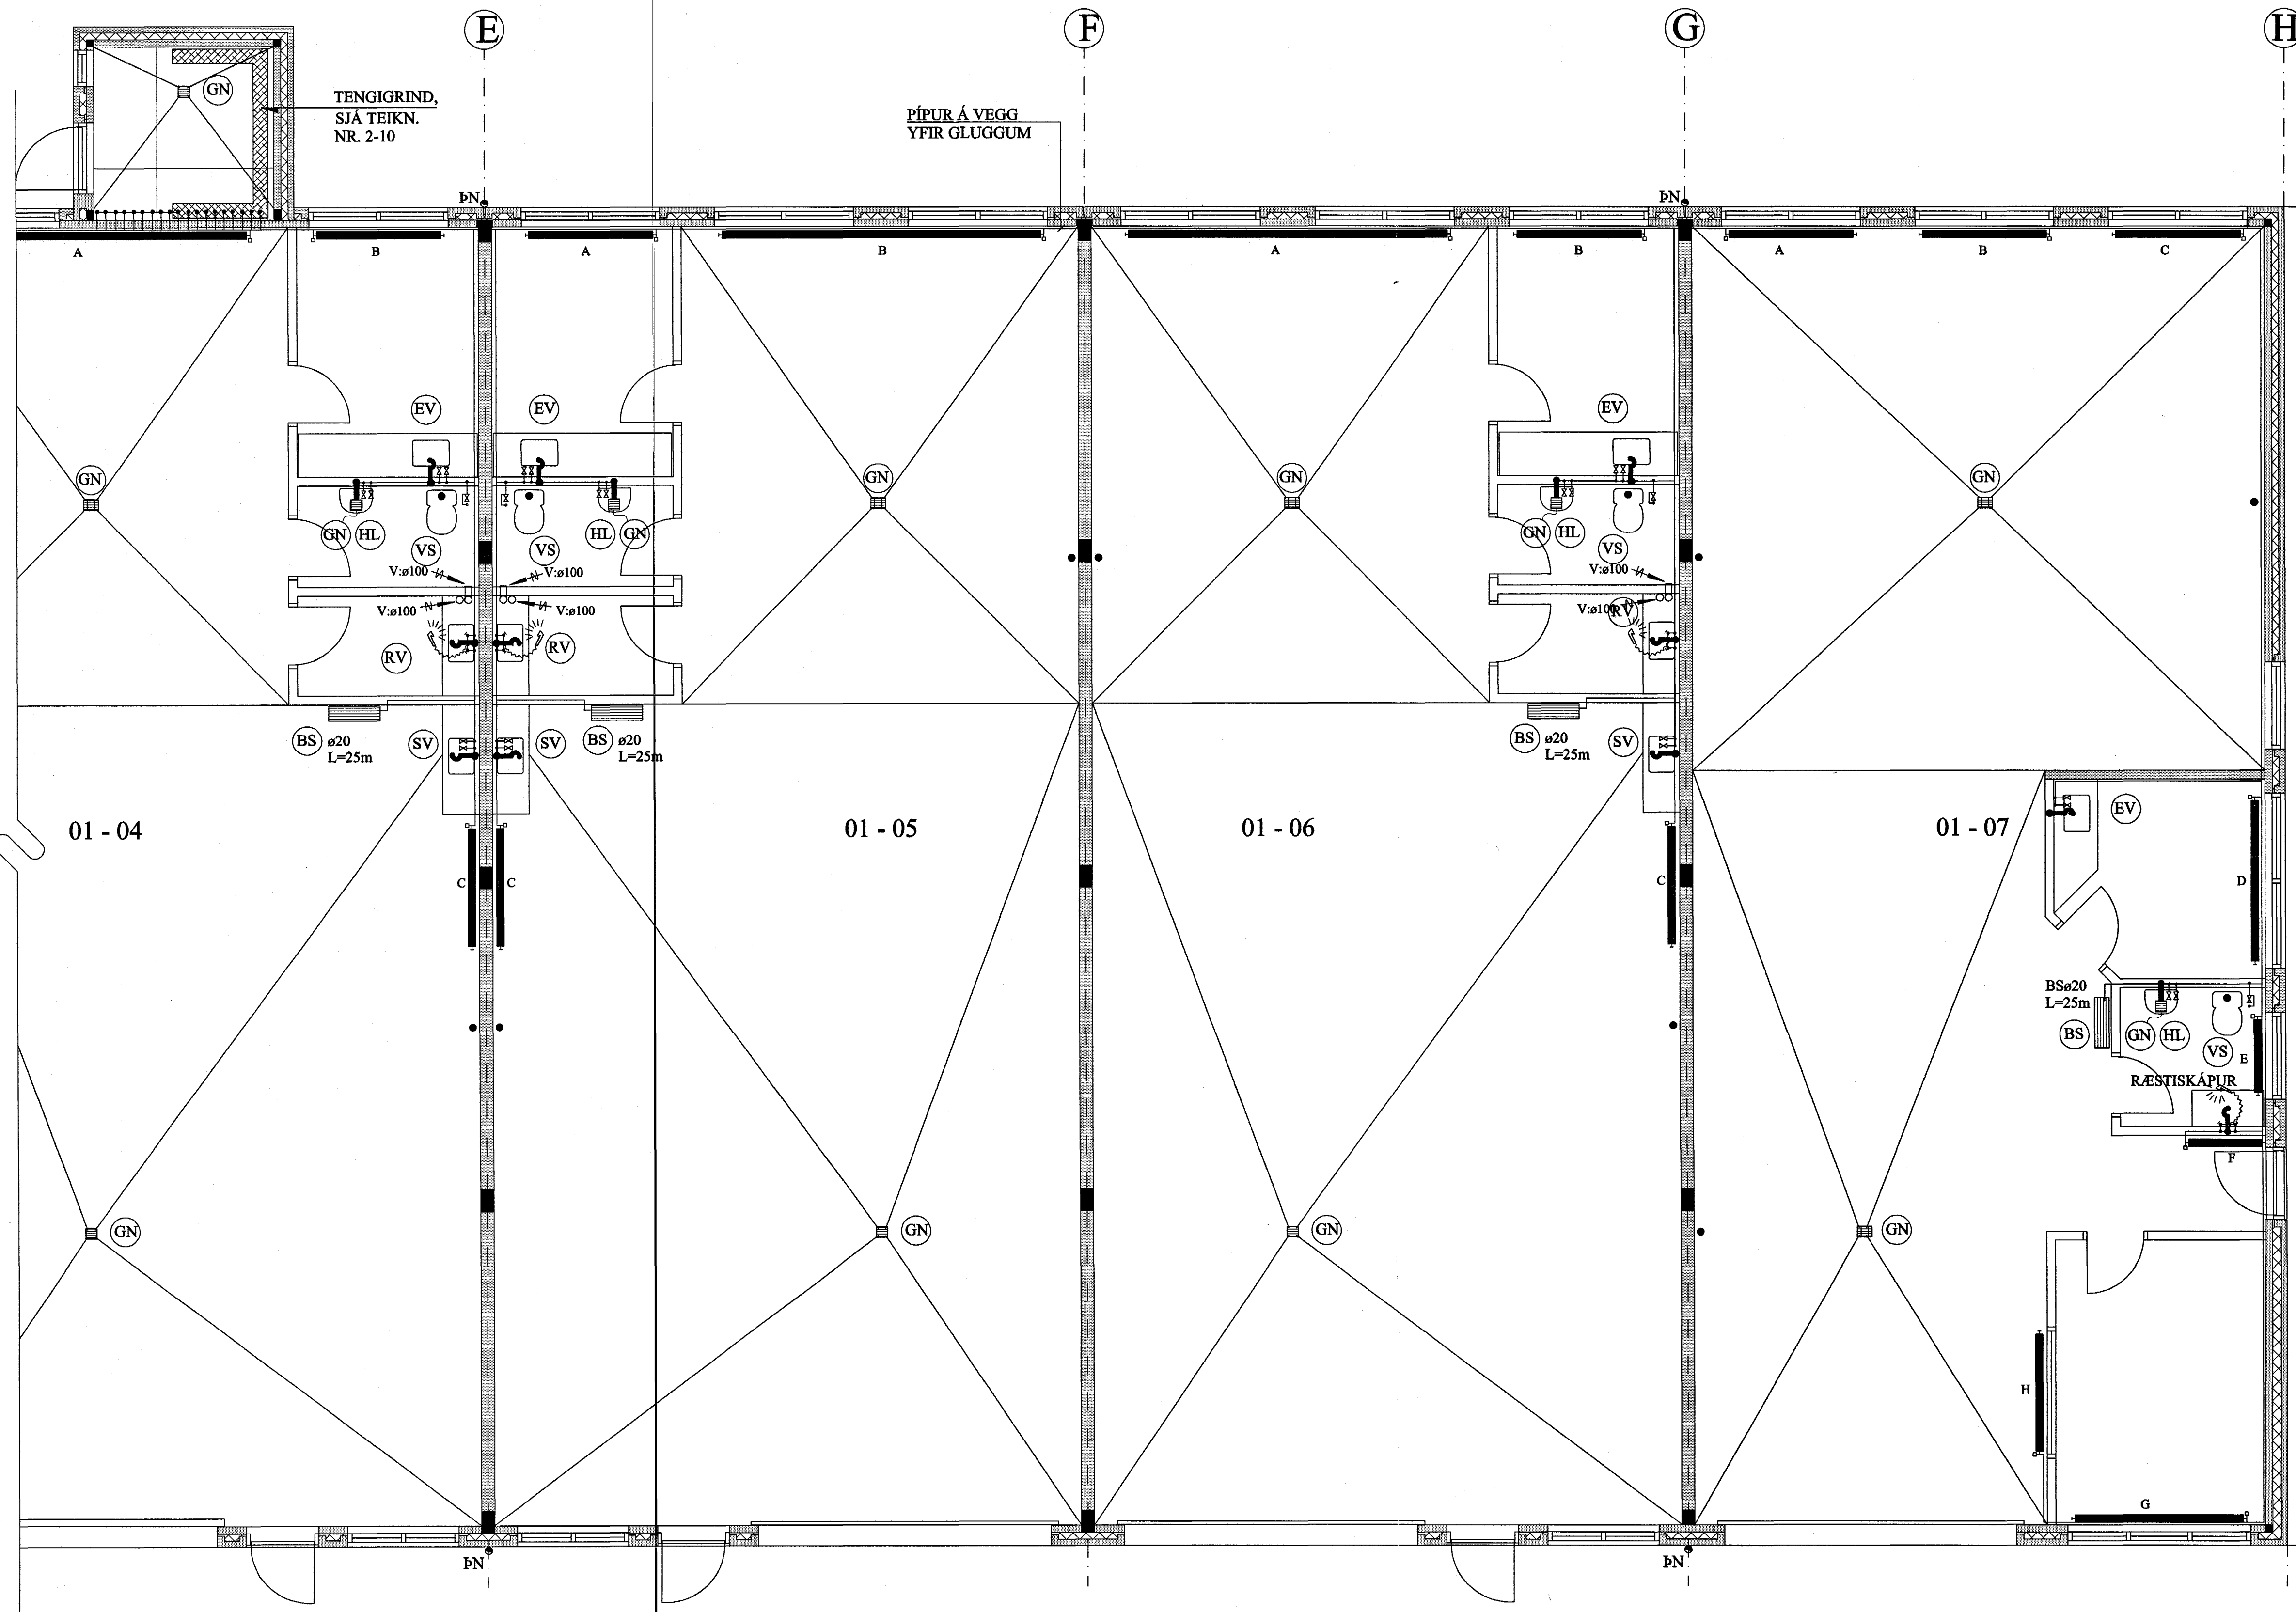 E
F
G
H
GN
TENGIGRIND,
SJÁ TEIKN.
NR. 2-10
PÍPUR Á VEGG
YFIR GLUGGUM
ÞN
ÞN
A
B
A
B
A
B
A
B
C
EV
EV
EV
GN
GN
GN
GN
GN
HL
VS
VS
HL
GN
GN
HL
VS
V:ø100
V:ø100
V:ø100
V:ø100
V:ø100
V:ø100
RV
RV
RV
BS
ø20
L=25m
SV
SV
BS
ø20
L=25m
BS
ø20
L=25m
SV
01 - 04
01 - 05
01 - 06
01 - 07
EV
C
C
C
D
BSø20
L=25m
BS
GN
HL
VS
E
RÆSTISKÁPUR
F
GN
GN
GN
GN
H
G
ÞN
ÞN